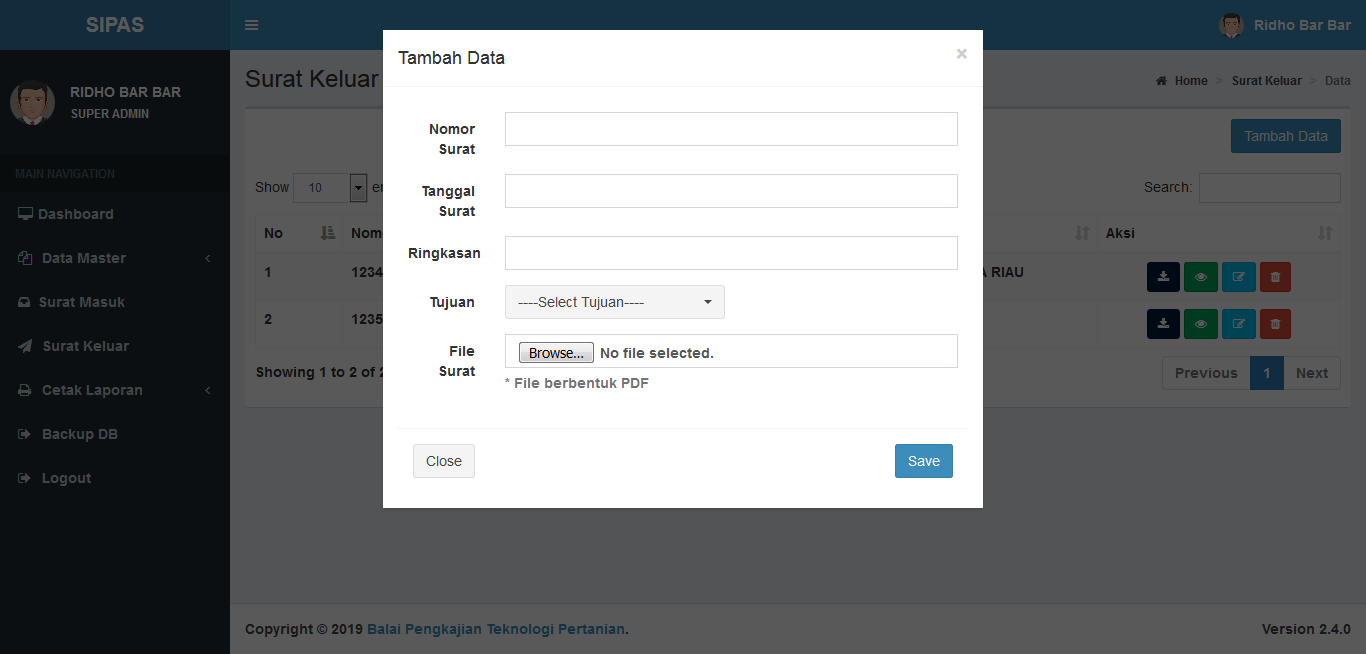 SIPAS
Ridho Bar Bar
RIDHO BAR BAR
SUPER ADMIN
MAIN NAVIGATION
Dashboard
Data Master
Surat Masuk
Surat Keluar
Cetak Laporan
Backup DB
Logout
Surat Keluar
Home > Surat Keluar > Data
Tambah Data
Show 10
Search:
No
Aksi
1
RIAU
2
Showing 1 to 2 of
Previous 1 Next
Tambah Data ×
Nomor
Surat
Tanggal
Surat
Ringkasan
Tujuan ----Select Tujuan----
File
Surat
Browse... No file selected.
* File berbentuk PDF
Close Save
Copyright © 2019 Balai Pengkajian Teknologi Pertanian.
Version 2.4.0